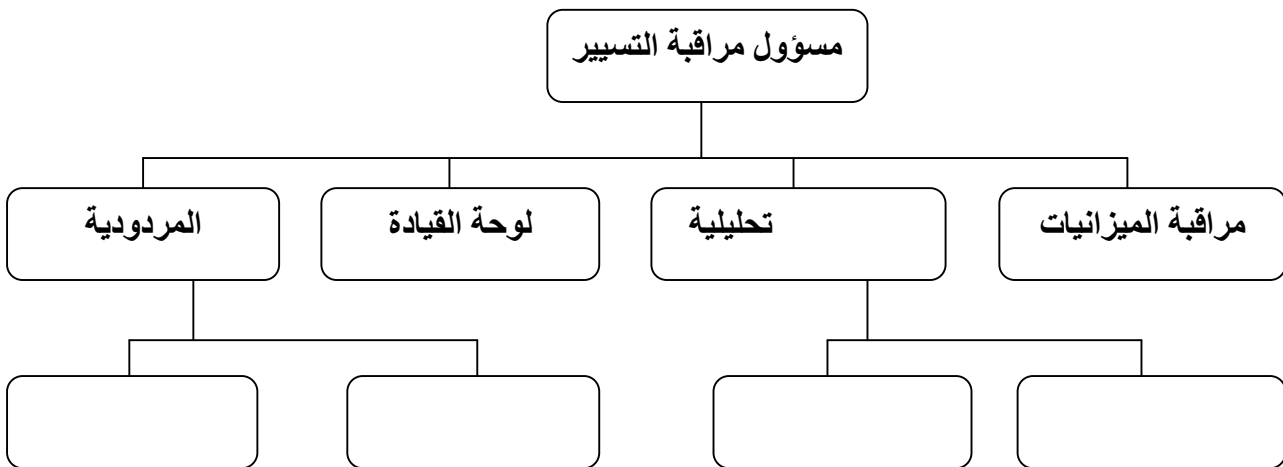 مسؤول مراقبة التسيير
مراقبة الميزانيات
تحليلية
لوحة القيادة
المردودية